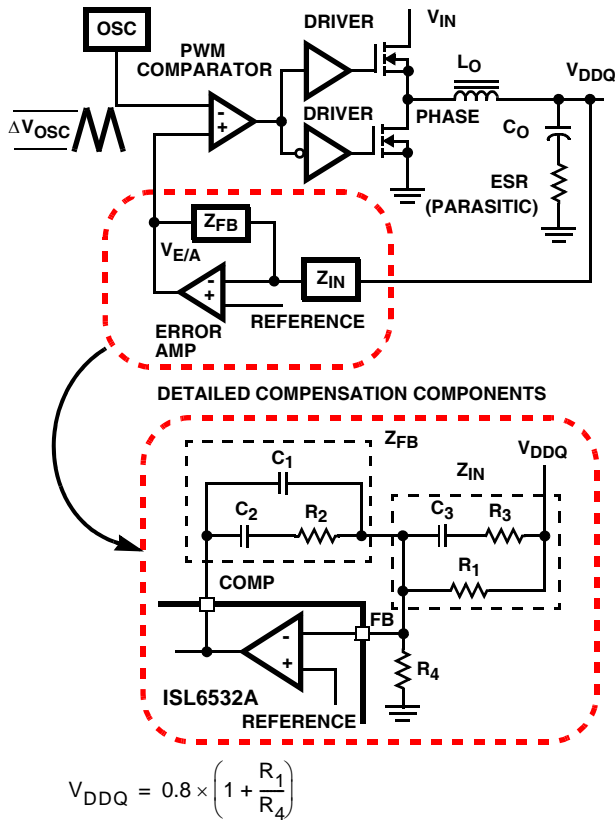 OSC
PWM
COMPARATOR
DRIVER
V_IN
L_O
V_DDQ
ΔV_OSC
-
+
DRIVER
PHASE
C_O
ESR
(PARASITIC)
Z_FB
V_E/A
Z_IN
-
+
REFERENCE
ERROR
AMP
DETAILED COMPENSATION COMPONENTS
Z_FB
V_DDQ
C_1
Z_IN
C_2
R_2
C_3
R_3
R_1
COMP
FB
-
+
R_4
ISL6532A
REFERENCE
V_DDQ = 0.8 × (1 + R_1/R_4)